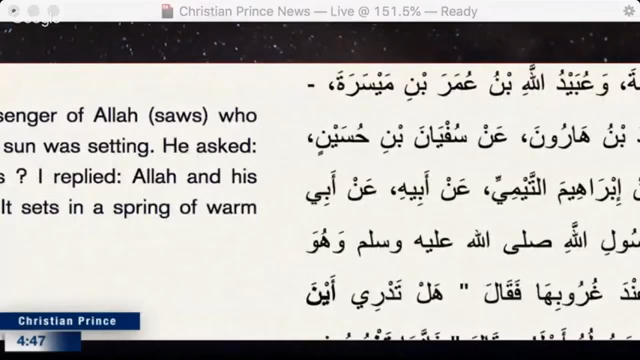 Christian Prince News — Live @ 151.5% — Ready
senger of Allah (saws) who
sun was setting. He asked:
s ? I replied: Allah and his
It sets in a spring of warm
وَعُبَيْدُ اللَّهِ بْنُ عُمَرَ بْنِ مَيْسَرَةَ، -
بْنُ هَارُونَ، عَنْ سُفْيَانَ بْنِ حُسَيْنٍ،
إِبْرَاهِيمَ التَّيْمِيِّ، عَنْ أَبِيهِ، عَنْ أَبِي
سُولِ اللَّهِ صلى الله عليه وسلم وَهُوَ
عِنْدَ غُرُوبِهَا فَقَالَ " هَلْ تَدْرِي أَيْنَ
Christian Prince
4:47